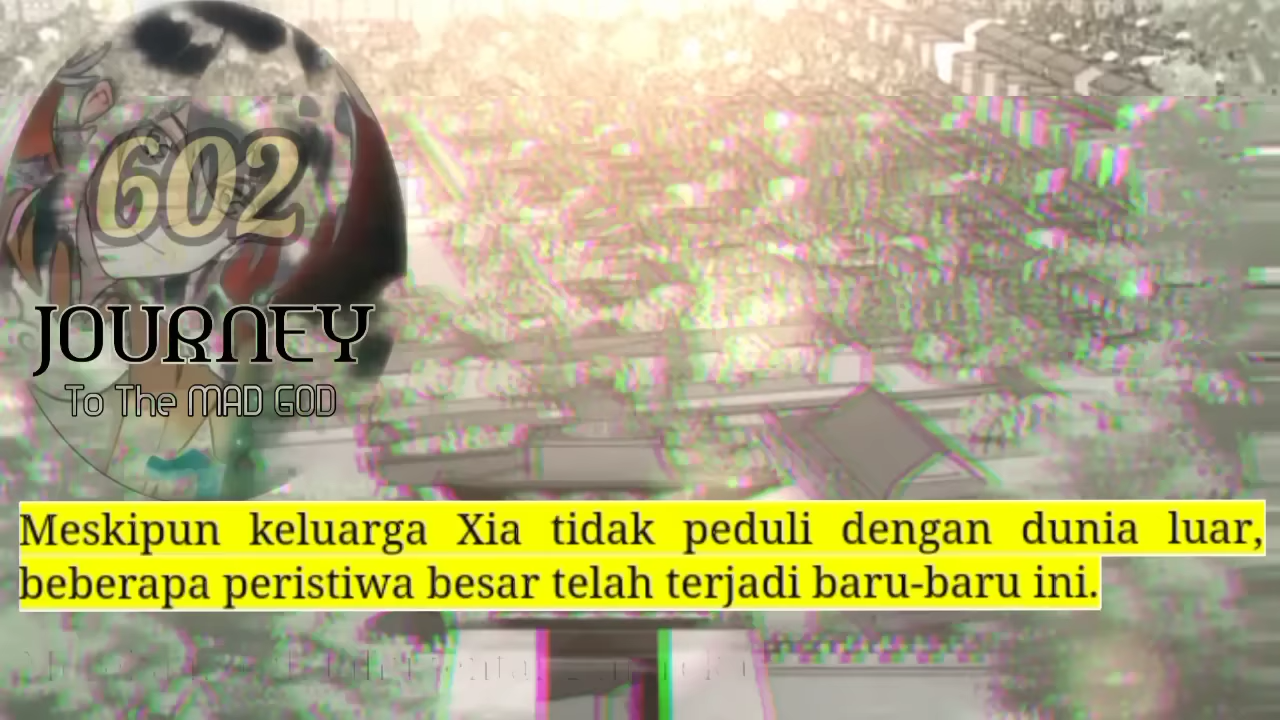 602
JOURNEY
To The MAD GOD
Meskipun keluarga Xia tidak peduli dengan dunia luar,
beberapa peristiwa besar telah terjadi baru-baru ini.